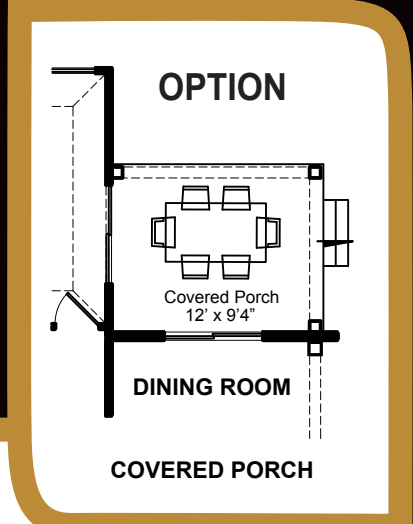 OPTION
Covered Porch
12' x 9'4”
DINING ROOM
COVERED PORCH